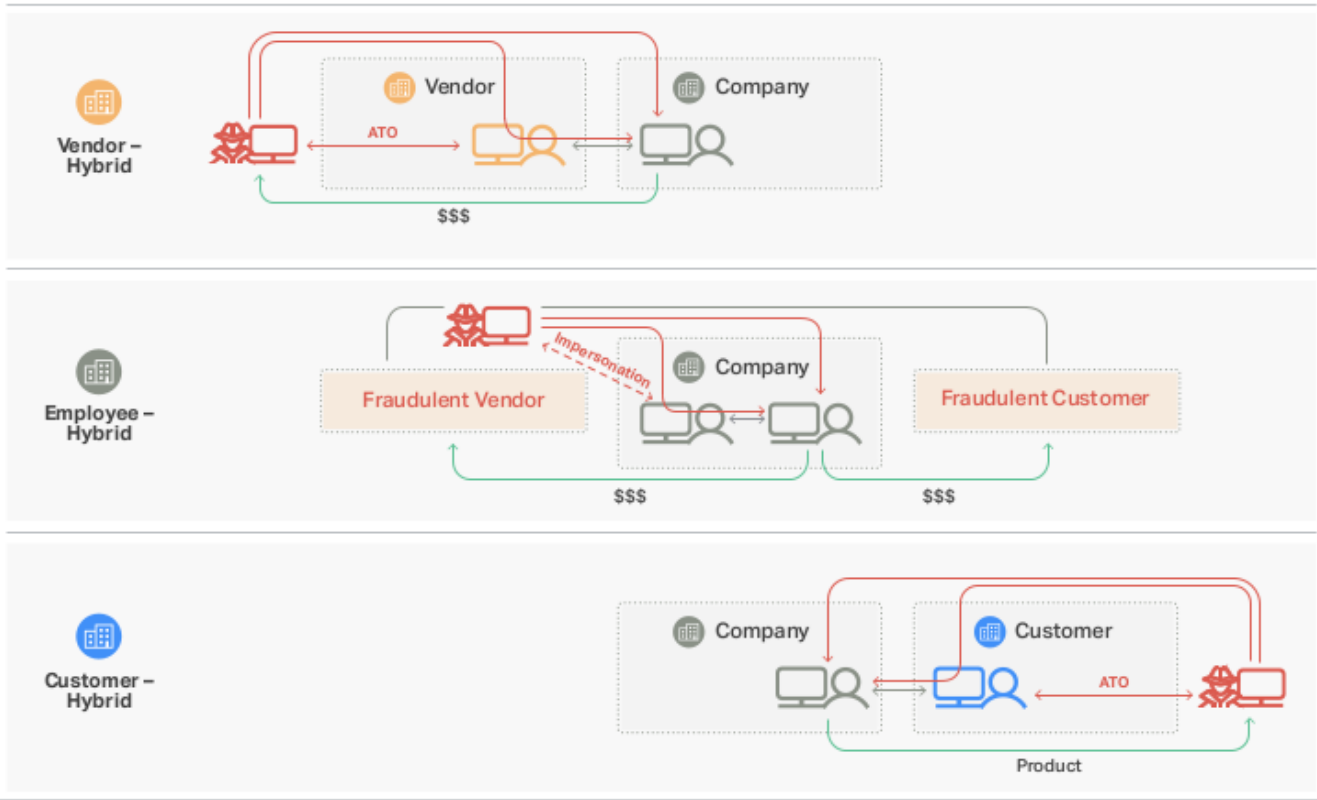 Vendor
Company
Vendor –
Hybrid
ATO
$$$
Impersonation
Company
Employee –
Hybrid
Fraudulent Vendor
Fraudulent Customer
$$$
$$$
Company
Customer
Customer –
Hybrid
ATO
Product